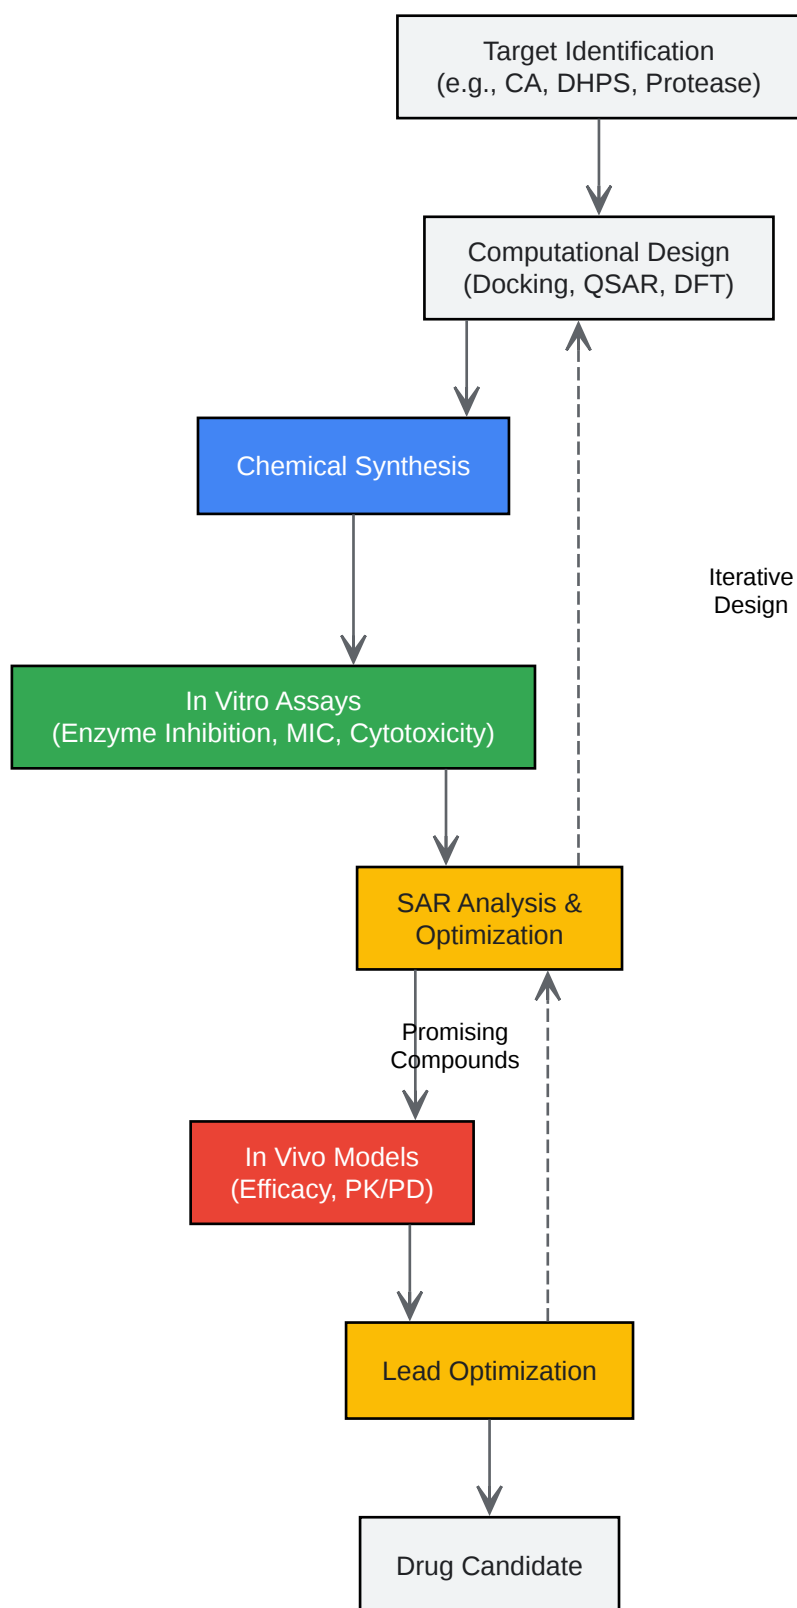 Target Identification
(e.g., CA, DHPS, Protease)
Computational Design
(Docking, QSAR, DFT)
Chemical Synthesis
Iterative
Design
In Vitro Assays
(Enzyme Inhibition, MIC, Cytotoxicity)
SAR Analysis &
Optimization
Promising
Compounds
In Vivo Models
(Efficacy, PK/PD)
Lead Optimization
Drug Candidate